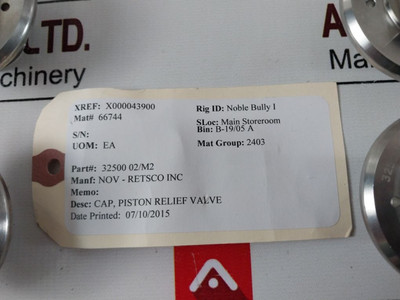 LTD.
A
chinery
Ma
XREF: X000043900
Rig ID: Noble Bully I
Mat# 66744
SLoc: Main Storeroom
S/N:
Bin: B-19/05 A
UOM: EA
Mat Group: 2403
Part#: 32500 02/M2
Manf: NOV - RETSCO INC
Memo:
Desc: CAP, PISTON RELIEF VALVE
Date Printed: 07/10/2015